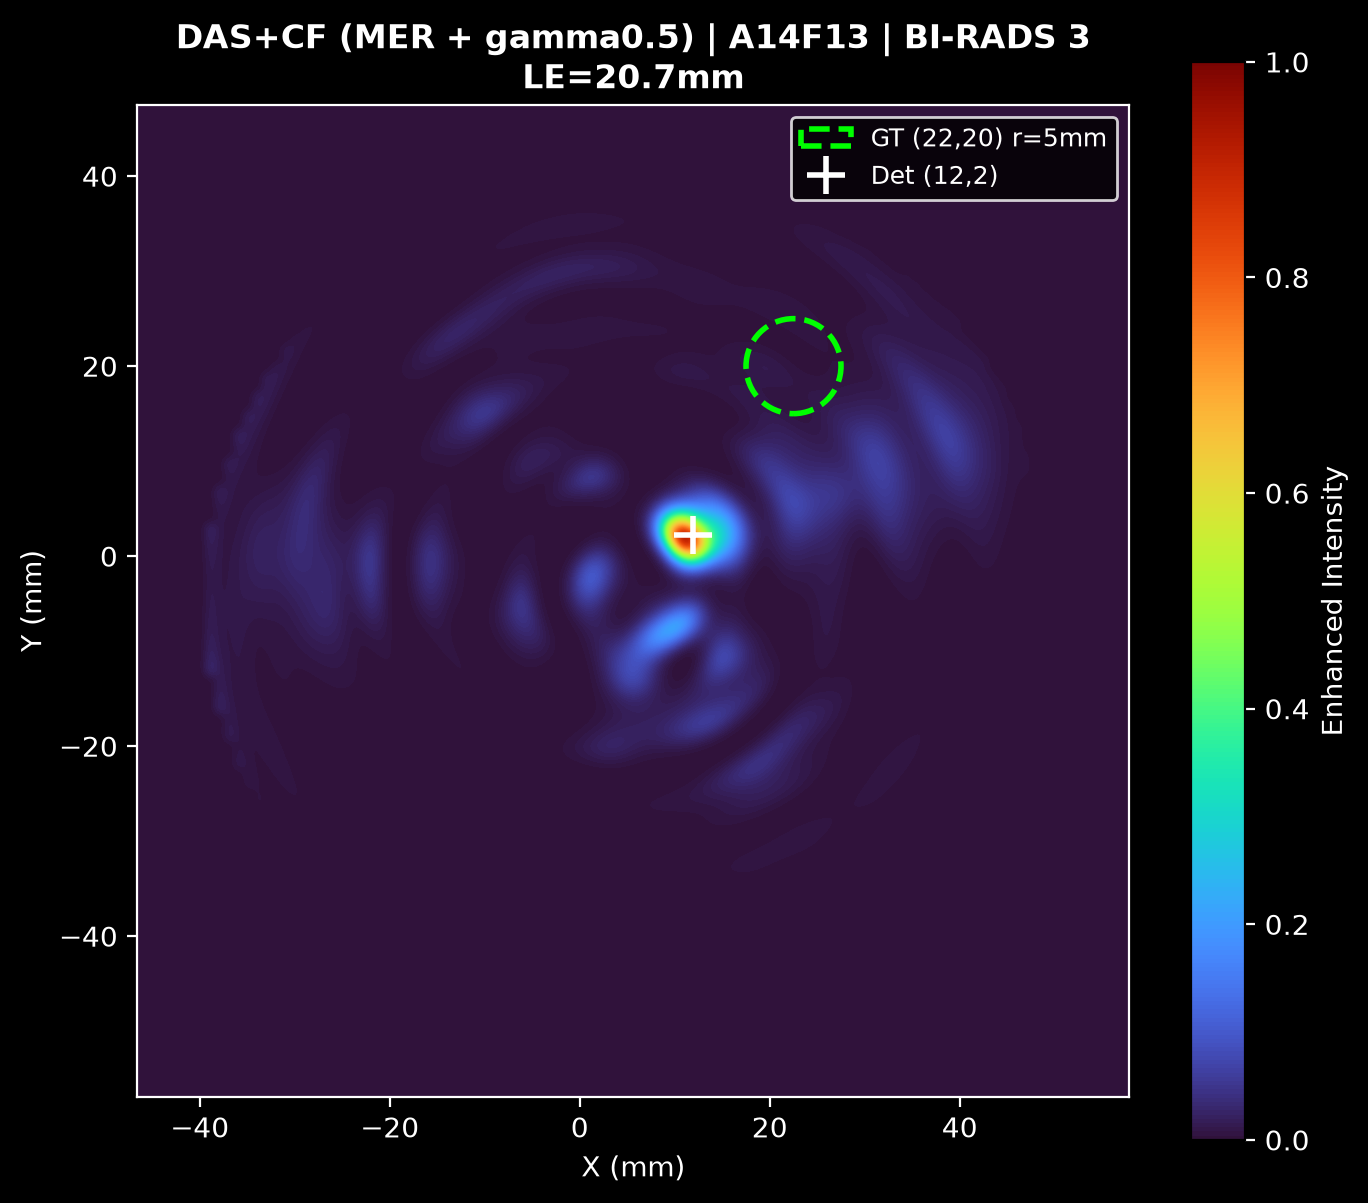 DAS+CF (MER + gamma0.5) | A14F13 | BI-RADS 3
LE=20.7mm
GT (22,20) r=5mm
Det (12,2)
40
20
0
−20
−40
Y (mm)
−40
−20
0
20
40
X (mm)
1.0
0.8
0.6
0.4
0.2
0.0
Enhanced Intensity